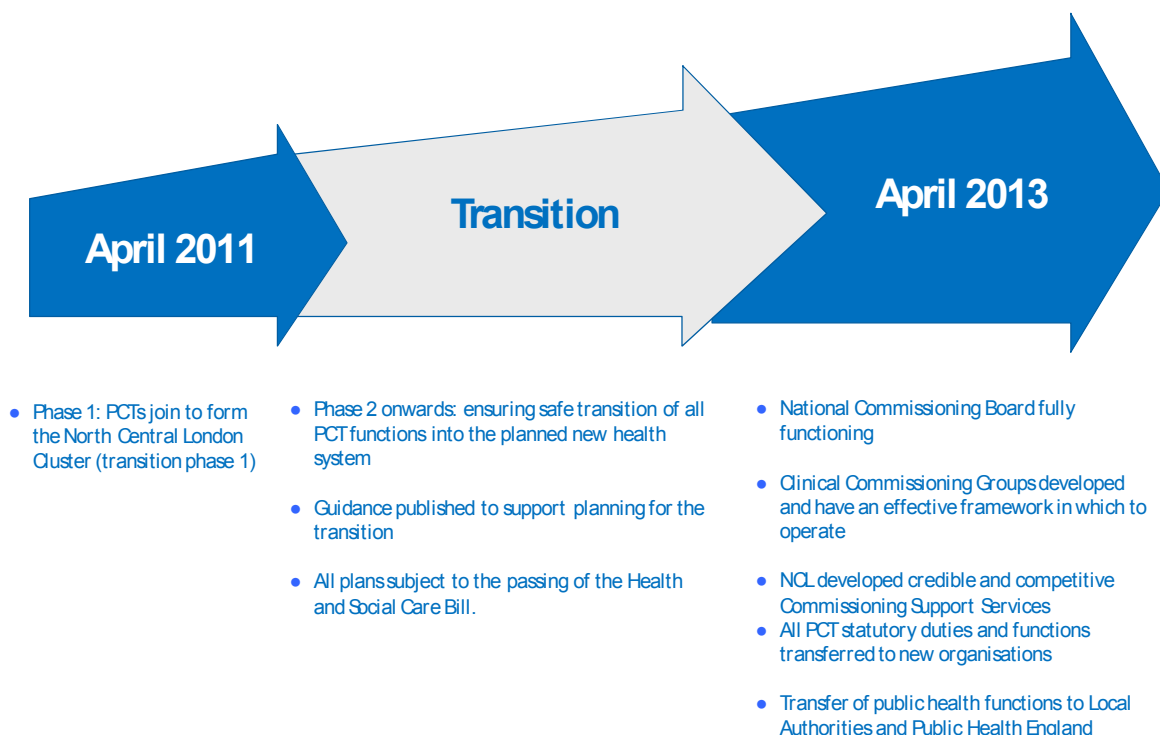 April 2011
Transition
April 2013
• Phase 1: PCTs join to form
the North Central London
Cluster (transition phase 1)
• Phase 2 onwards: ensuring safe transition of all
PCT functions into the planned new health
system
• Guidance published to support planning for the
transition
• All plans subject to the passing of the Health
and Social Care Bill.
• National Commissioning Board fully
functioning
• Clinical Commissioning Groups developed
and have an effective framework in which to
operate
• NCL developed credible and competitive
Commissioning Support Services
• All PCT statutory duties and functions
transferred to new organisations
• Transfer of public health functions to Local
Authorities and Public Health England